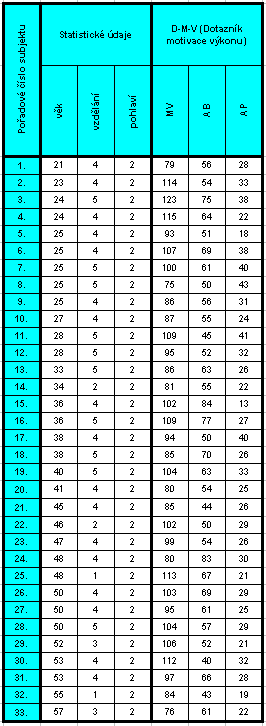 Pořadové číslo subjektu
Statistické údaje
D-M-V (Dotazník
motivace výkonu)
věk vzdělání pohlaví MV AB AP
1. 21 4 2 79 56 28
2. 23 4 2 114 54 33
3. 24 5 2 123 75 38
4. 24 4 2 115 64 22
5. 25 4 2 93 51 18
6. 25 4 2 107 69 38
7. 25 5 2 100 61 40
8. 25 5 2 75 50 43
9. 25 4 2 86 56 31
10. 27 4 2 87 55 24
11. 28 5 2 109 45 41
12. 28 5 2 95 52 32
13. 33 5 2 86 63 26
14. 34 2 2 81 55 22
15. 36 4 2 102 84 13
16. 36 5 2 109 77 27
17. 38 4 2 94 50 40
18. 38 5 2 85 70 26
19. 40 5 2 104 63 33
20. 41 4 2 80 54 25
21. 45 4 2 85 44 26
22. 46 2 2 102 50 29
23. 47 4 2 99 54 26
24. 48 4 2 80 83 30
25. 48 1 2 113 67 21
26. 50 4 2 103 69 29
27. 50 4 2 95 61 25
28. 50 5 2 104 57 29
29. 52 3 2 106 52 21
30. 53 4 2 112 40 32
31. 53 4 2 97 66 28
32. 55 1 2 84 43 19
33. 57 3 2 76 61 22